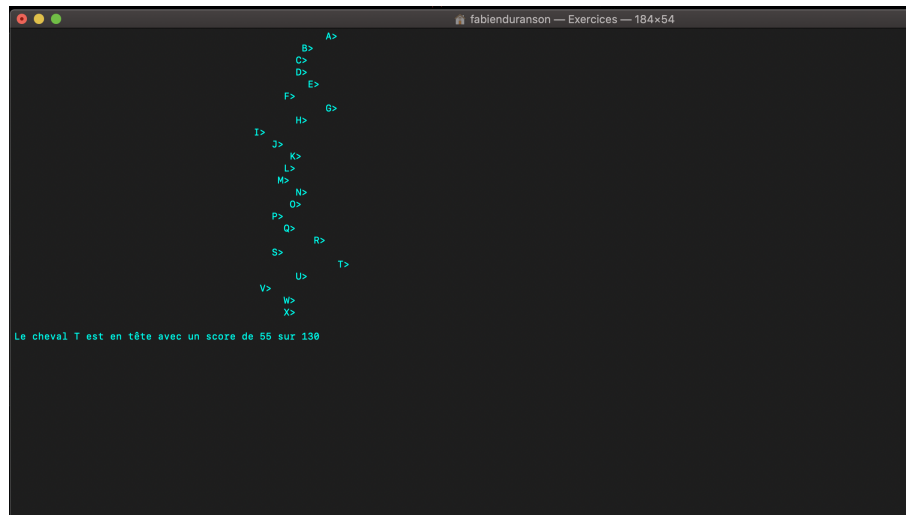 fabienduranson — Exercices — 184×54
A>
B>
C>
D>
E>
F>
G>
H>
I>
J>
K>
L>
M>
N>
O>
P>
Q>
R>
S>
T>
U>
V>
W>
X>
Le cheval T est en tête avec un score de 55 sur 130